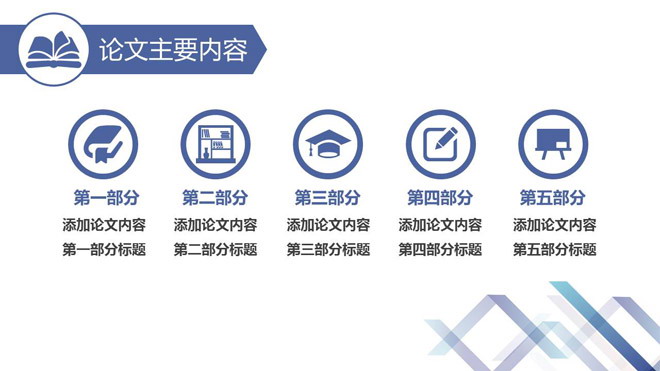 论文主要内容
第一部分
添加论文内容
第一部分标题
第二部分
添加论文内容
第二部分标题
第三部分
添加论文内容
第三部分标题
第四部分
添加论文内容
第四部分标题
第五部分
添加论文内容
第五部分标题